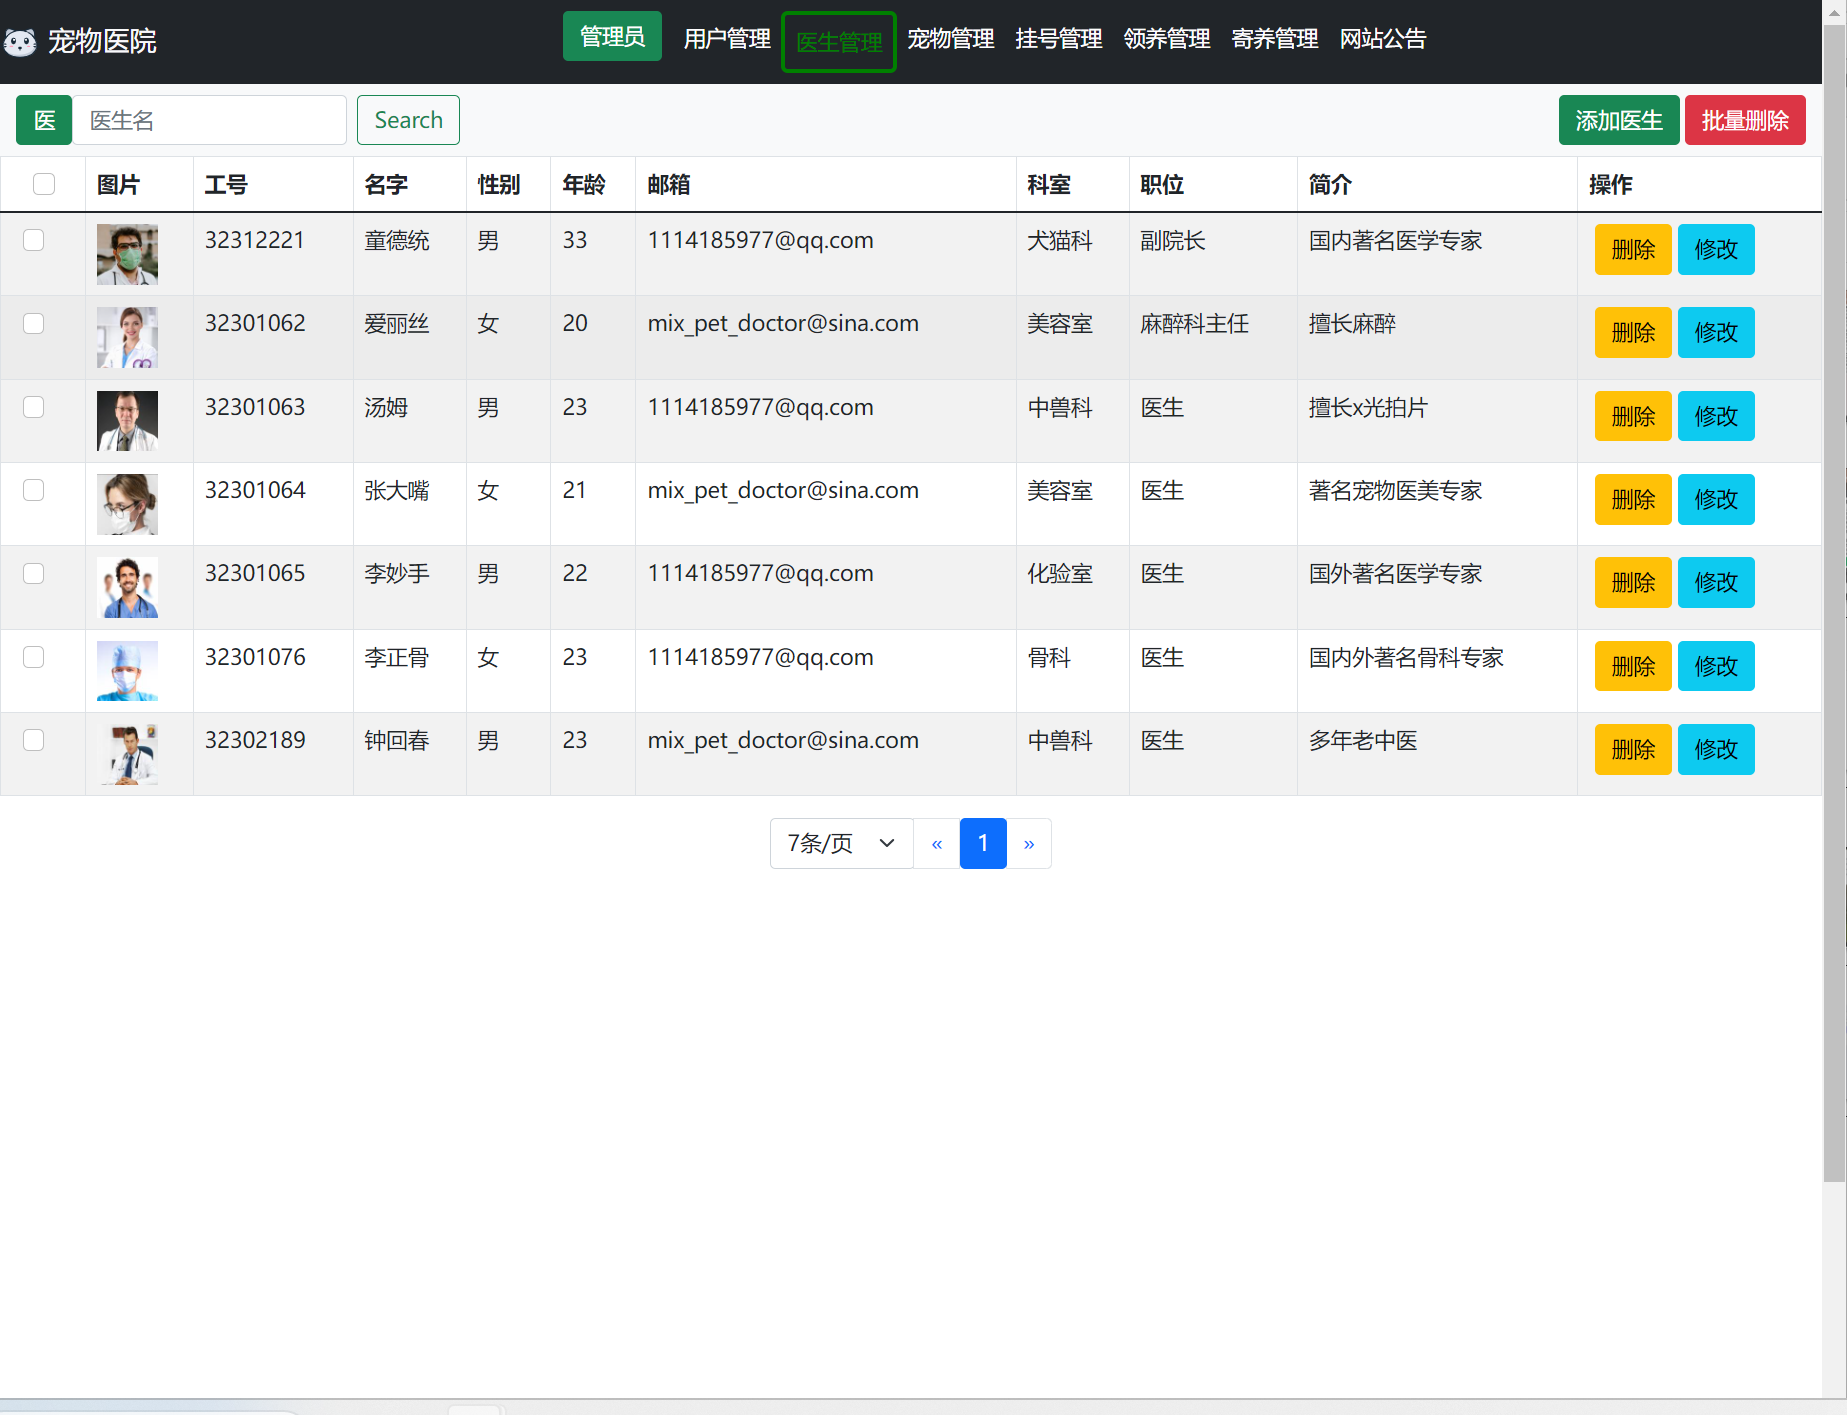 宠物医院 管理员 用户管理 医生管理 宠物管理 挂号管理 领养管理 寄养管理 网站公告
医 医生名 Search 添加医生 批量删除
图片 工号 名字 性别 年龄 邮箱 科室 职位 简介 操作
32312221 童德统 男 33 1114185977@qq.com 犬猫科 副院长 国内著名医学专家 删除 修改
32301062 爱丽丝 女 20 mix_pet_doctor@sina.com 美容室 麻醉科主任 擅长麻醉 删除 修改
32301063 汤姆 男 23 1114185977@qq.com 中兽科 医生 擅长x光拍片 删除 修改
32301064 张大嘴 女 21 mix_pet_doctor@sina.com 美容室 医生 著名宠物医美专家 删除 修改
32301065 李妙手 男 22 1114185977@qq.com 化验室 医生 国外著名医学专家 删除 修改
32301076 李正骨 女 23 1114185977@qq.com 骨科 医生 国内外著名骨科专家 删除 修改
32302189 钟回春 男 23 mix_pet_doctor@sina.com 中兽科 医生 多年老中医 删除 修改
7条/页 « 1 »